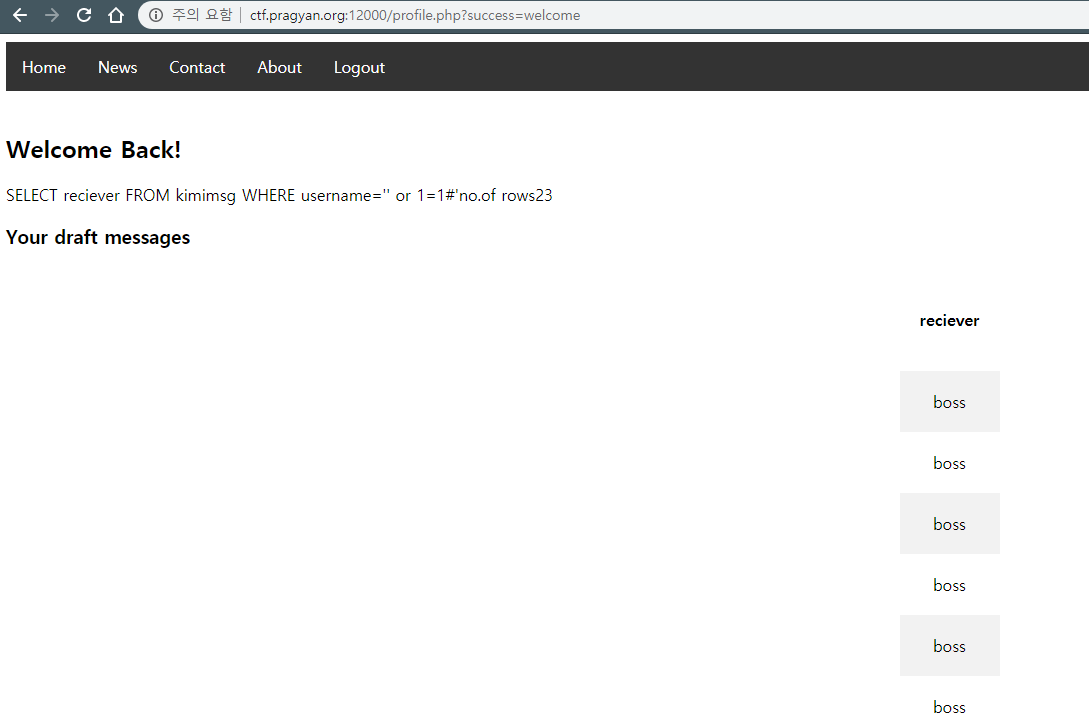 주의 요함 ctf.pragyan.org:12000/profile.php?success=welcome
Home News Contact About Logout
Welcome Back!
SELECT reciever FROM kimimsg WHERE username='' or 1=1#'no.of rows23
Your draft messages
reciever
boss
boss
boss
boss
boss
boss